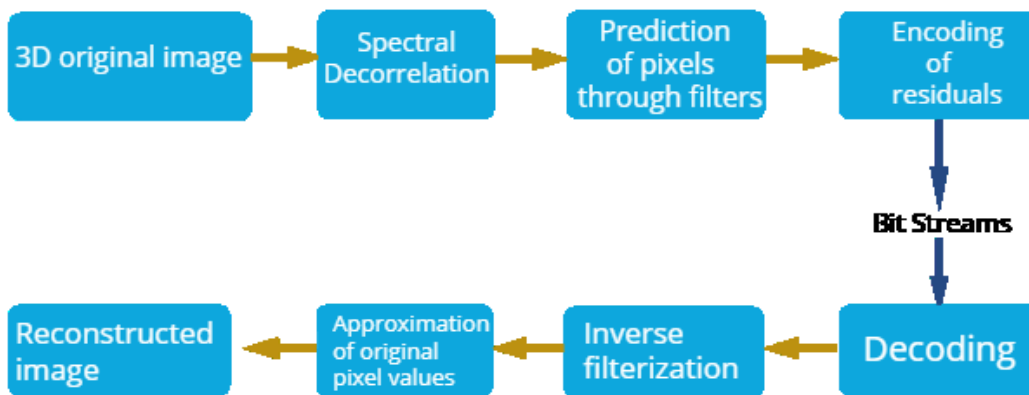 3D original image
Spectral
Decorrelation
Prediction
of pixels
through filters
Encoding
of
residuals
Bit Streams
Decoding
Inverse
filterization
Approximation
of original
pixel values
Reconstructed
image